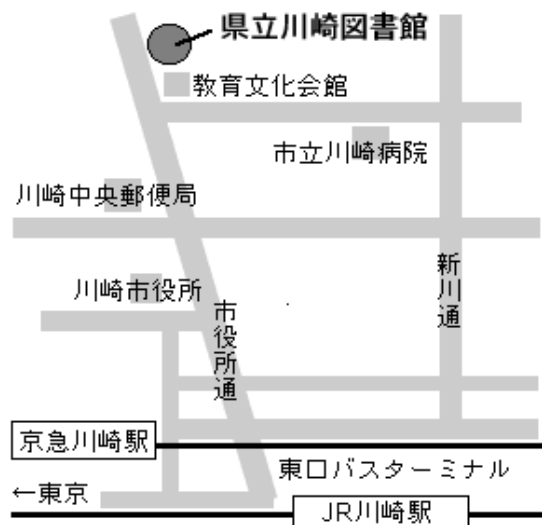 県立川崎図書館
教育文化会館
市立川崎病院
川崎中央郵便局
新川通
川崎市役所
市役所通
京急川崎駅
東口バスターミナル
←東京
JR川崎駅